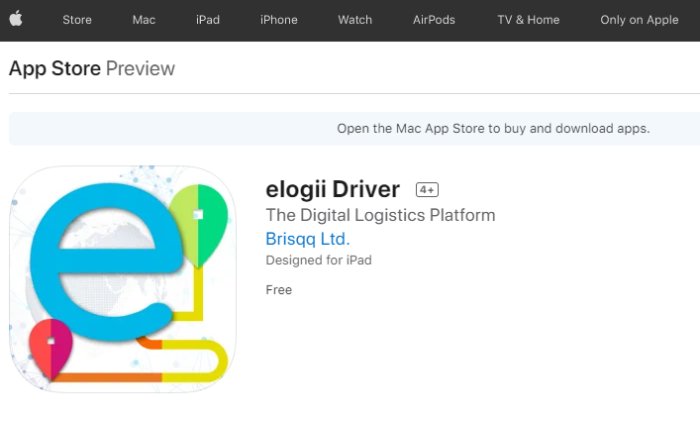 Store Mac iPad iPhone Watch AirPods TV & Home Only on Apple
App Store Preview
Open the Mac App Store to buy and download apps.
e
elogii Driver 4+
The Digital Logistics Platform
Brisqq Ltd.
Designed for iPad
Free